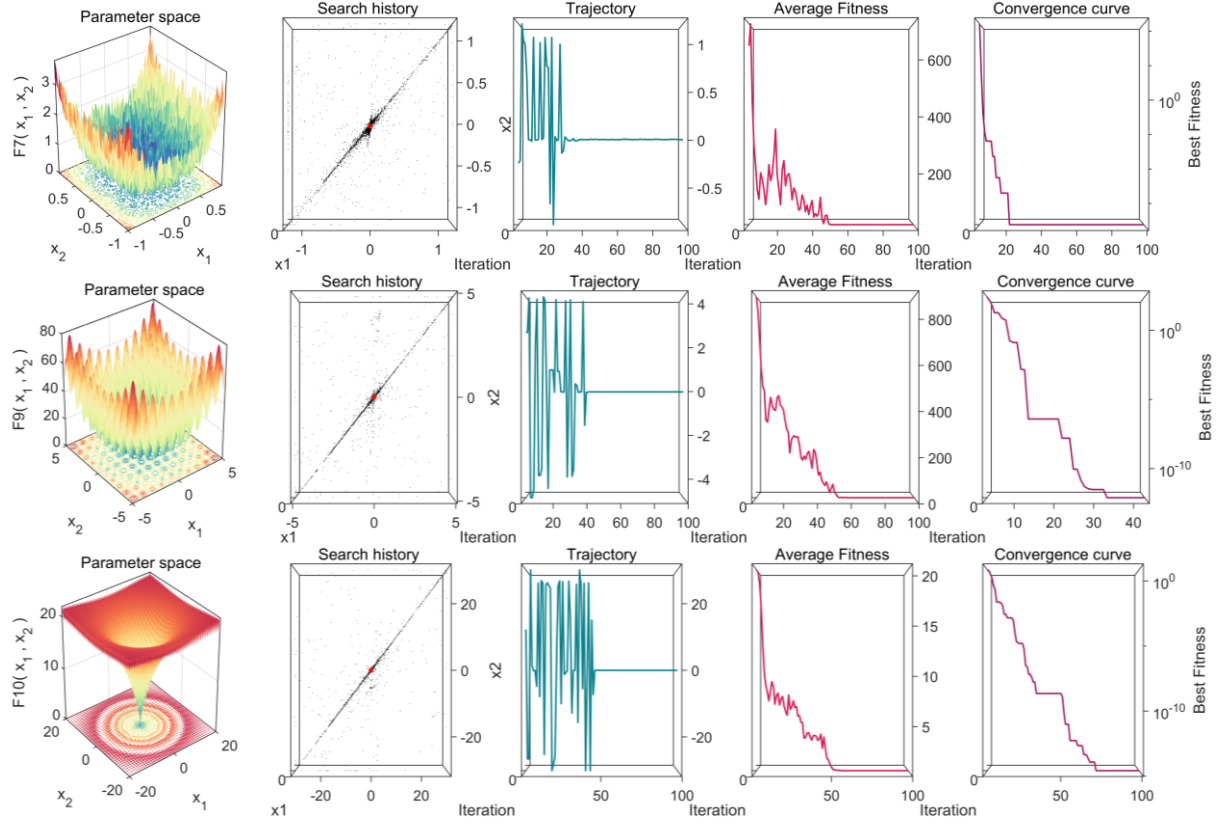 Parameter space
Search history
Trajectory
Average Fitness
Convergence curve
F7( x1 , x2 )
3
2
1
0
0.5
0
-0.5
-1
-1
-0.5
0
0.5
x2
x1
1
0.5
0
-0.5
-1
x2
0
-1
0
1
x1
1
0.5
0
-0.5
0
20
40
60
80
100
Iteration
600
400
200
0
20
40
60
80
100
Iteration
10^0
Best Fitness
0
20
40
60
80
100
Iteration
Parameter space
Search history
Trajectory
Average Fitness
Convergence curve
F9( x1 , x2 )
80
60
40
20
0
5
0
-5
-5
0
5
x2
x1
5
0
-5
x2
-5
0
5
x1
4
2
0
-2
-4
0
20
40
60
80
100
Iteration
800
600
400
200
0
0
20
40
60
80
100
Iteration
10^0
10^-10
Best Fitness
10
20
30
40
Iteration
Parameter space
Search history
Trajectory
Average Fitness
Convergence curve
F10( x1 , x2 )
20
10
0
20
0
-20
-20
0
20
x2
x1
20
0
-20
x2
-20
0
20
x1
20
0
-20
0
50
100
Iteration
20
15
10
5
0
50
100
Iteration
10^0
10^-10
Best Fitness
0
50
100
Iteration